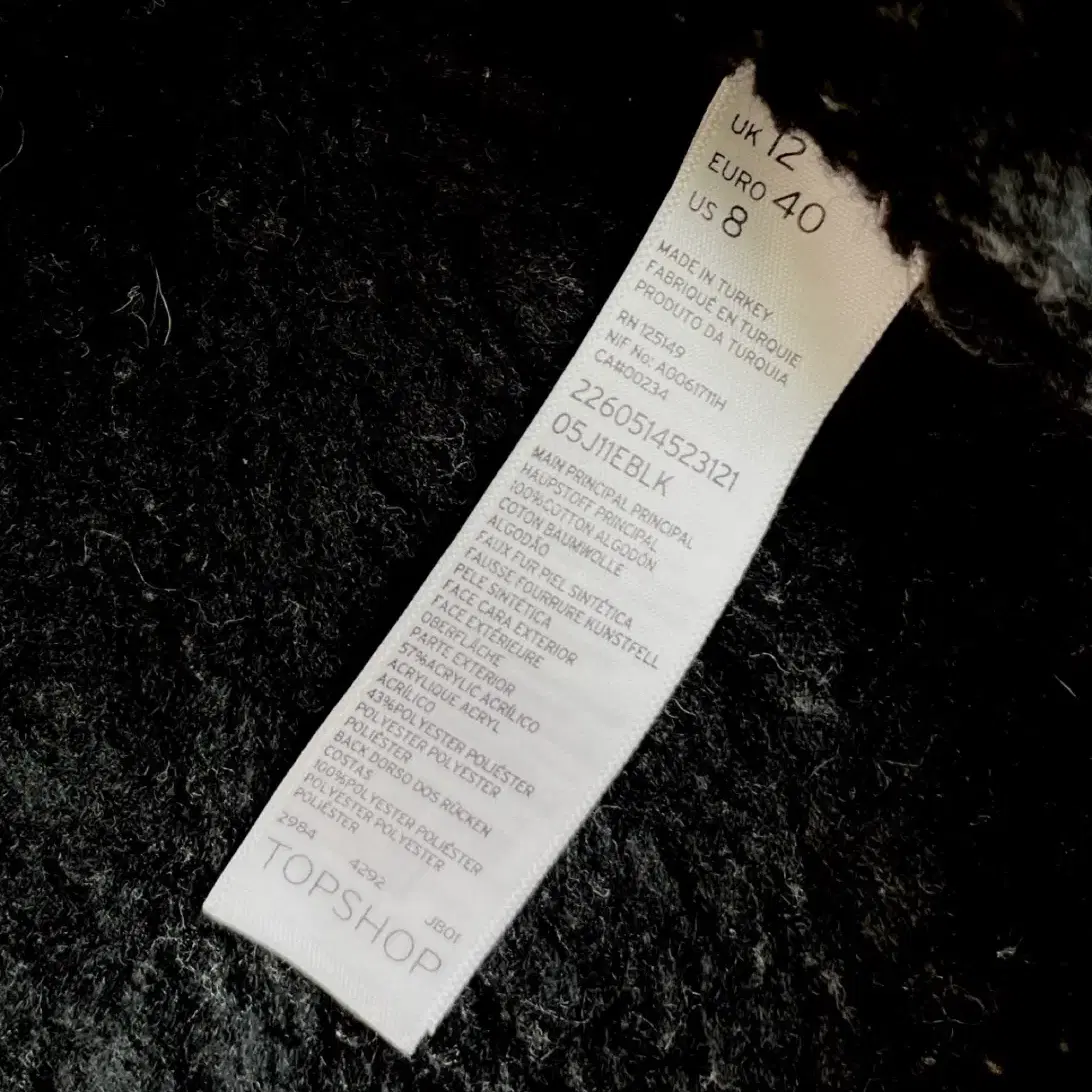 UK 12
EURO 40
US 8
MADE IN TURKEY
FABRIQUÉ EN TURQUIE
PRODUTO DA TURQUIA
RN 125149
NIF No: AGO61711H
CA#00234
2260514523121
05J11EBLK
MAIN PRINCIPAL PRINCIPAL
HAUPSTOFF PRINCIPAL
100%COTTON ALGODÓN
COTON BAUMWOLLE
ALGODÃO
FAUX FUR PIEL SINTÉTICA
FAUSSE FOURRURE KUNSTFELL
PELE SINTÉTICA
FACE CARA EXTERIOR
FACE EXTÉRIEURE
OBERFLÄCHE
PARTE EXTERIOR
57%ACRYLIC ACRÍLICO
ACRYLIQUE ACRYL
ACRÍLICO
43%POLYESTER POLIÉSTER
POLYESTER POLYESTER
POLIÉSTER
BACK DORSO DOS RÜCKEN
COSTAS
100%POLYESTER POLIÉSTER
POLYESTER POLYESTER
POLIÉSTER
2984 4292 JB01
TOPSHOP